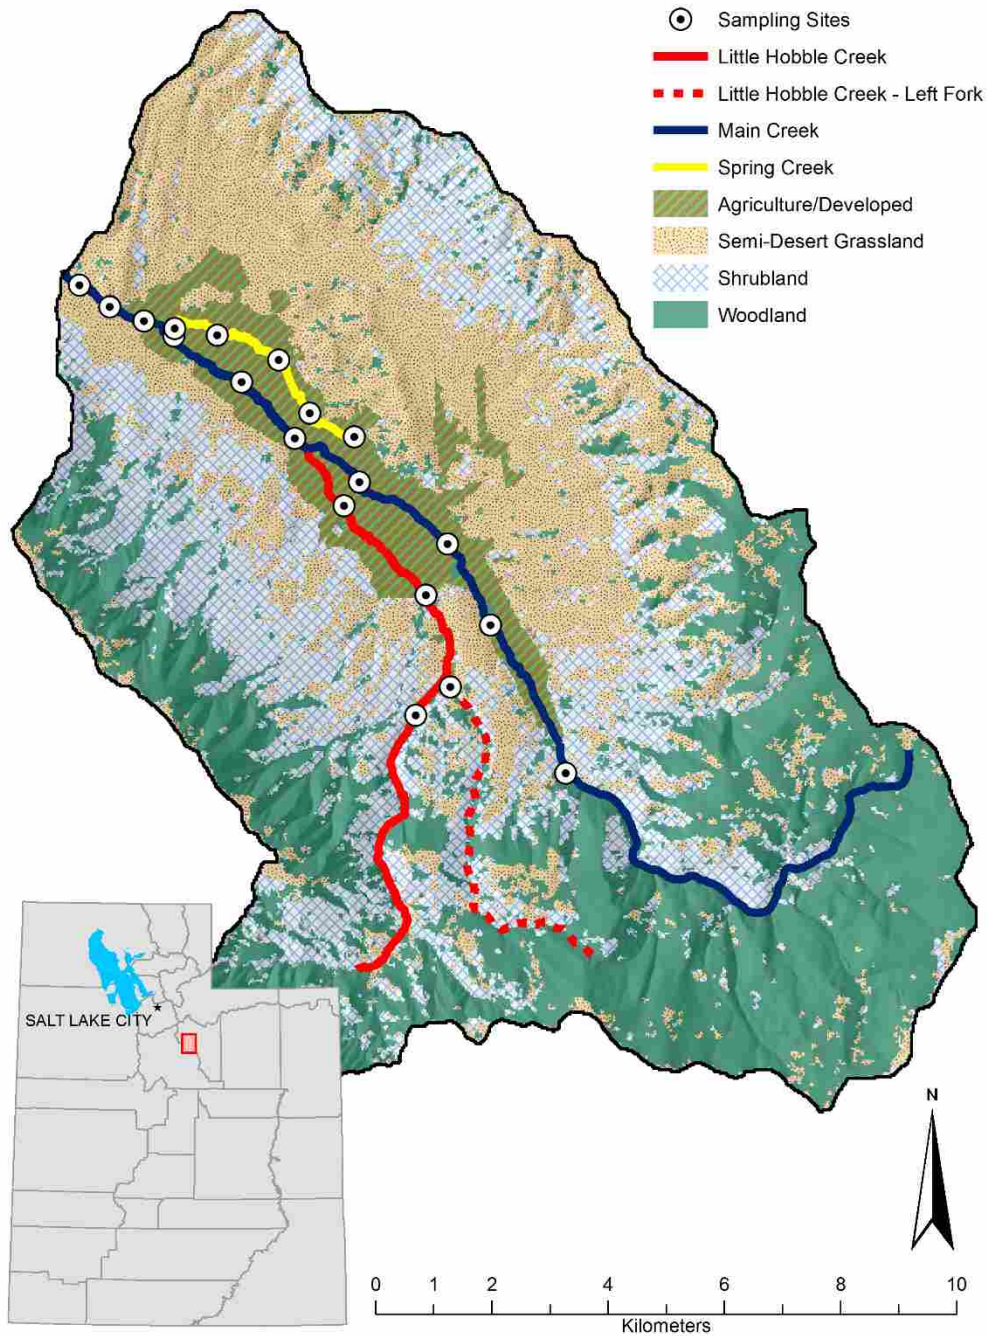 Sampling Sites
Little Hobble Creek
Little Hobble Creek - Left Fork
Main Creek
Spring Creek
Agriculture/Developed
Semi-Desert Grassland
Shrubland
Woodland
SALT LAKE CITY
N
0 1 2 4 6 8 10
Kilometers